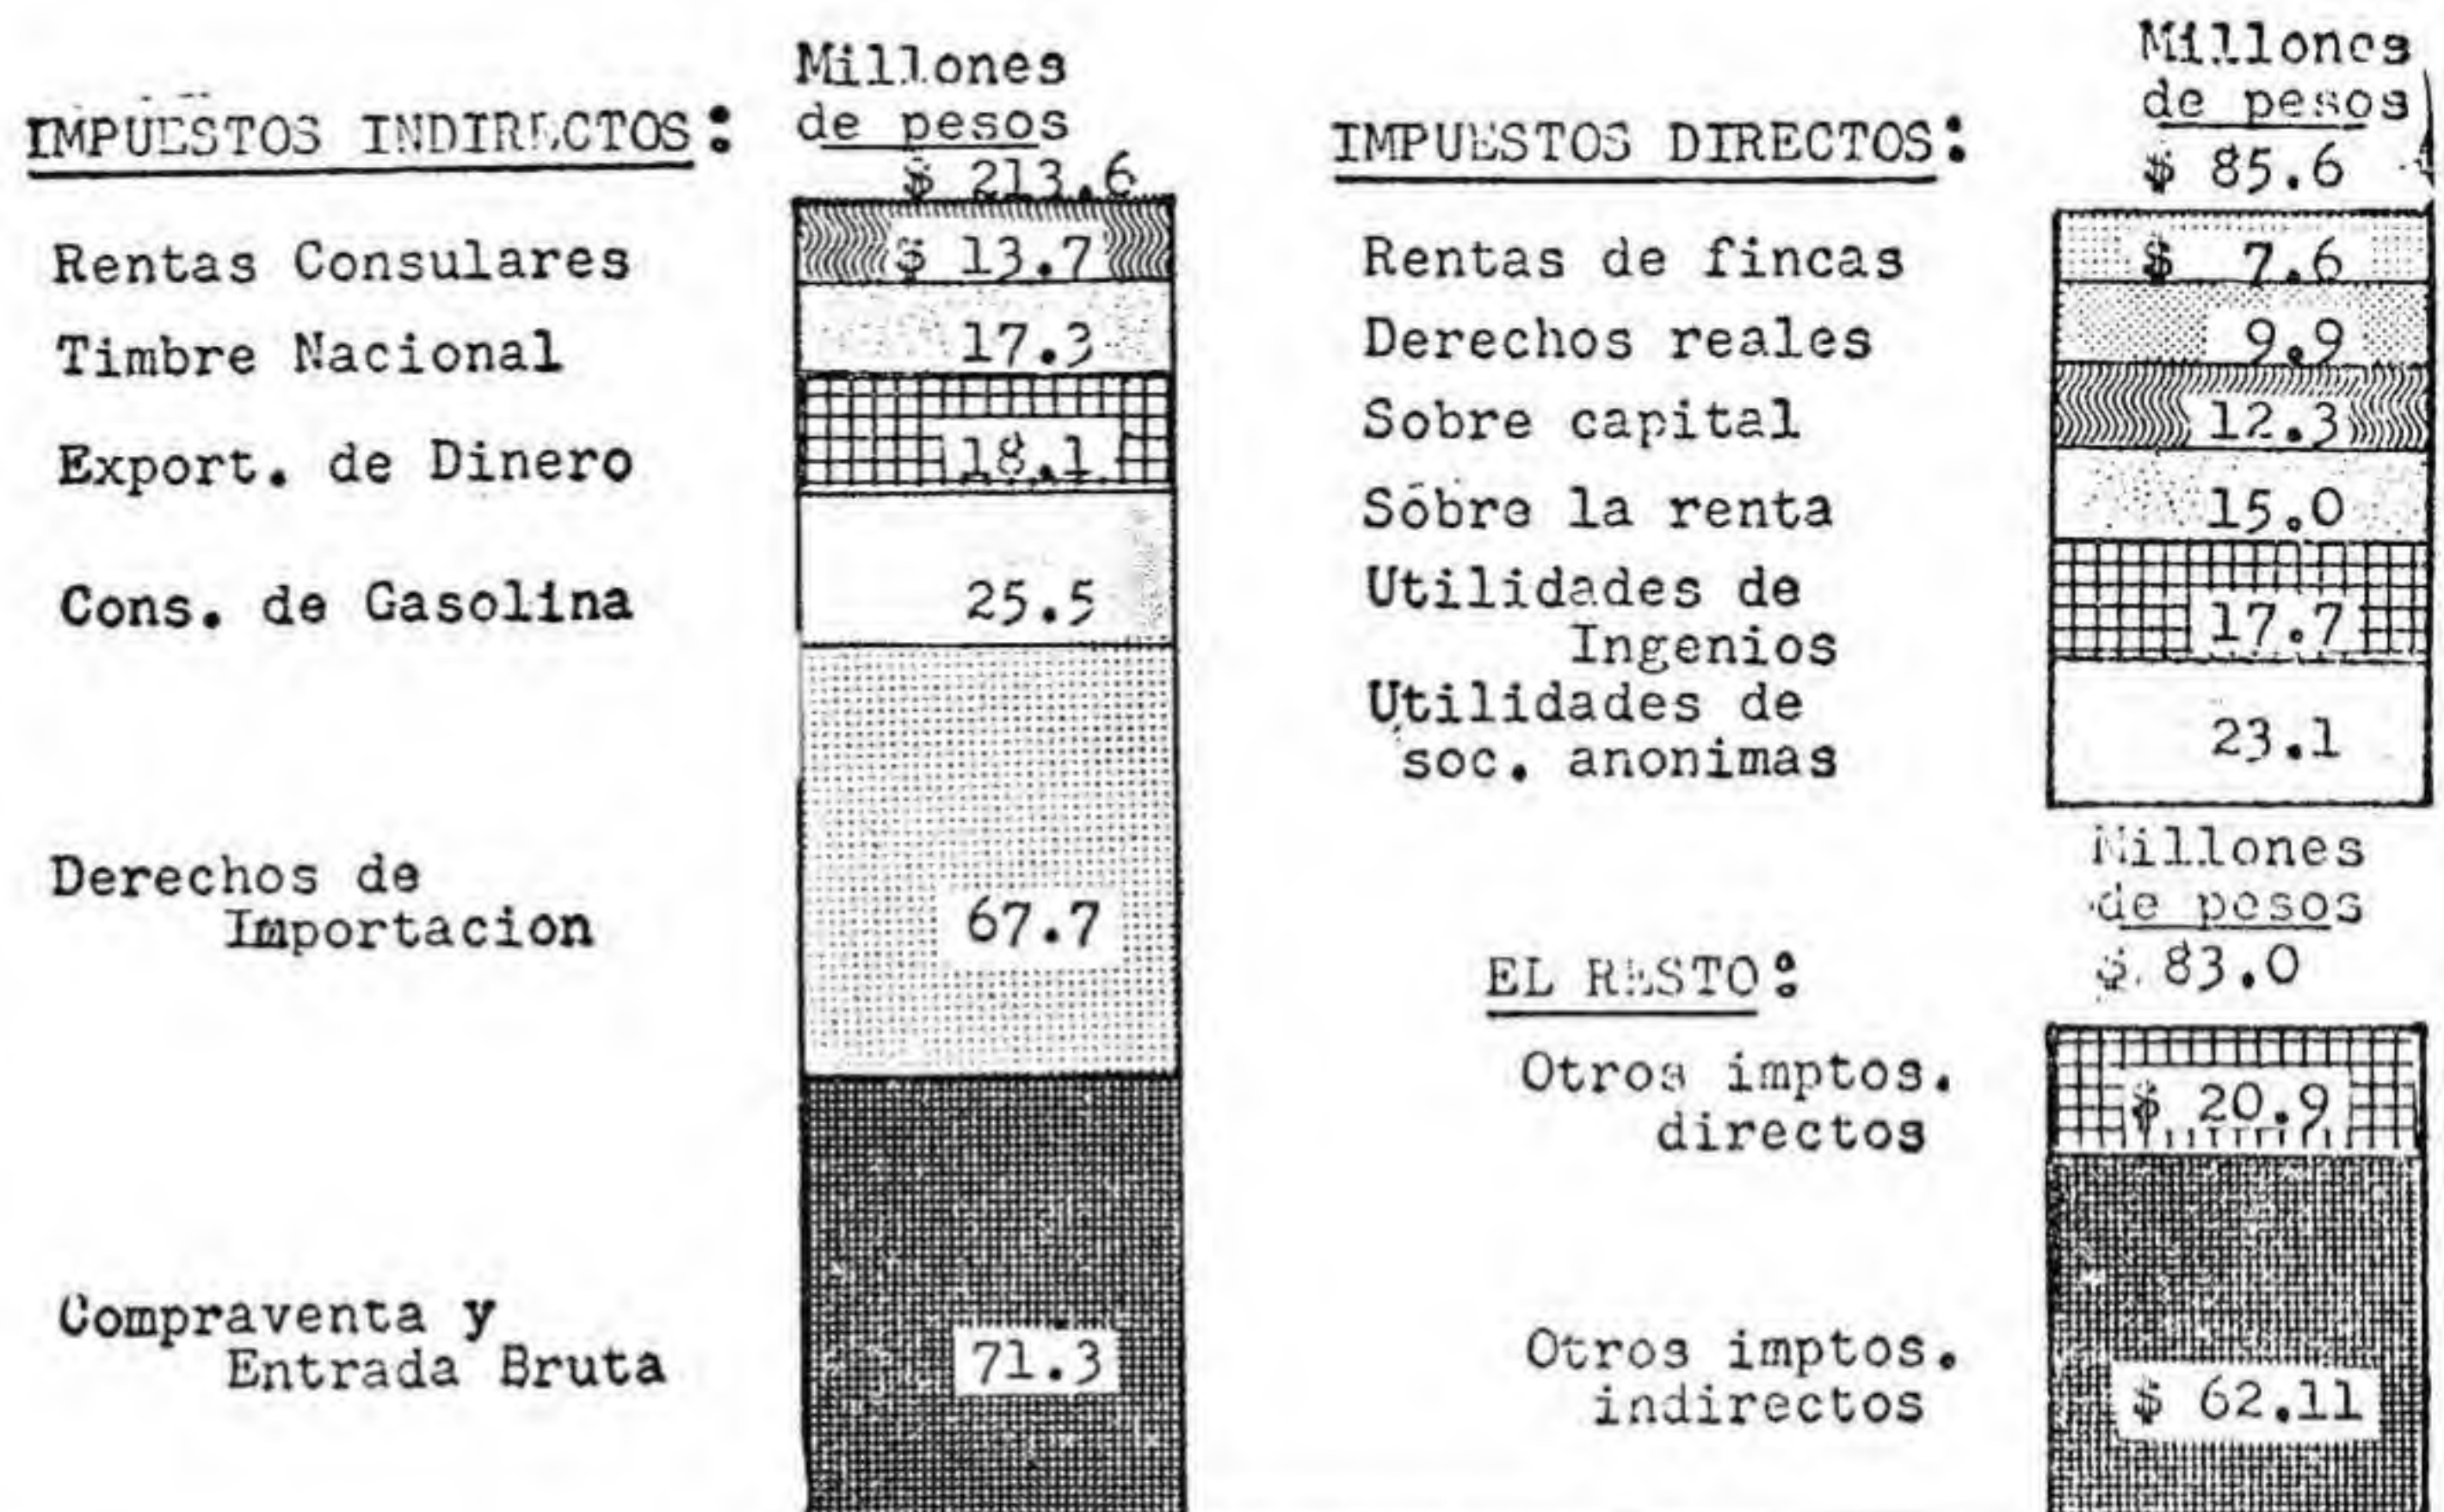 IMPUESTOS INDIRECTOS:
Millones
de pesos
$ 213.6
Rentas Consulares
$ 13.7
Timbre Nacional
17.3
Export. de Dinero
18.1
Cons. de Gasolina
25.5
Derechos de
Importacion
67.7
Compraventa y
Entrada Bruta
71.3
IMPUESTOS DIRECTOS:
Millones
de pesos
$ 85.6
Rentas de fincas
$ 7.6
Derechos reales
9.9
Sobre capital
12.3
Sobre la renta
15.0
Utilidades de
Ingenios
17.7
Utilidades de
soc. anonimas
23.1
EL RESTO:
Millones
de pesos
$ 83.0
Otros imptos.
directos
$ 20.9
Otros imptos.
indirectos
$ 62.11